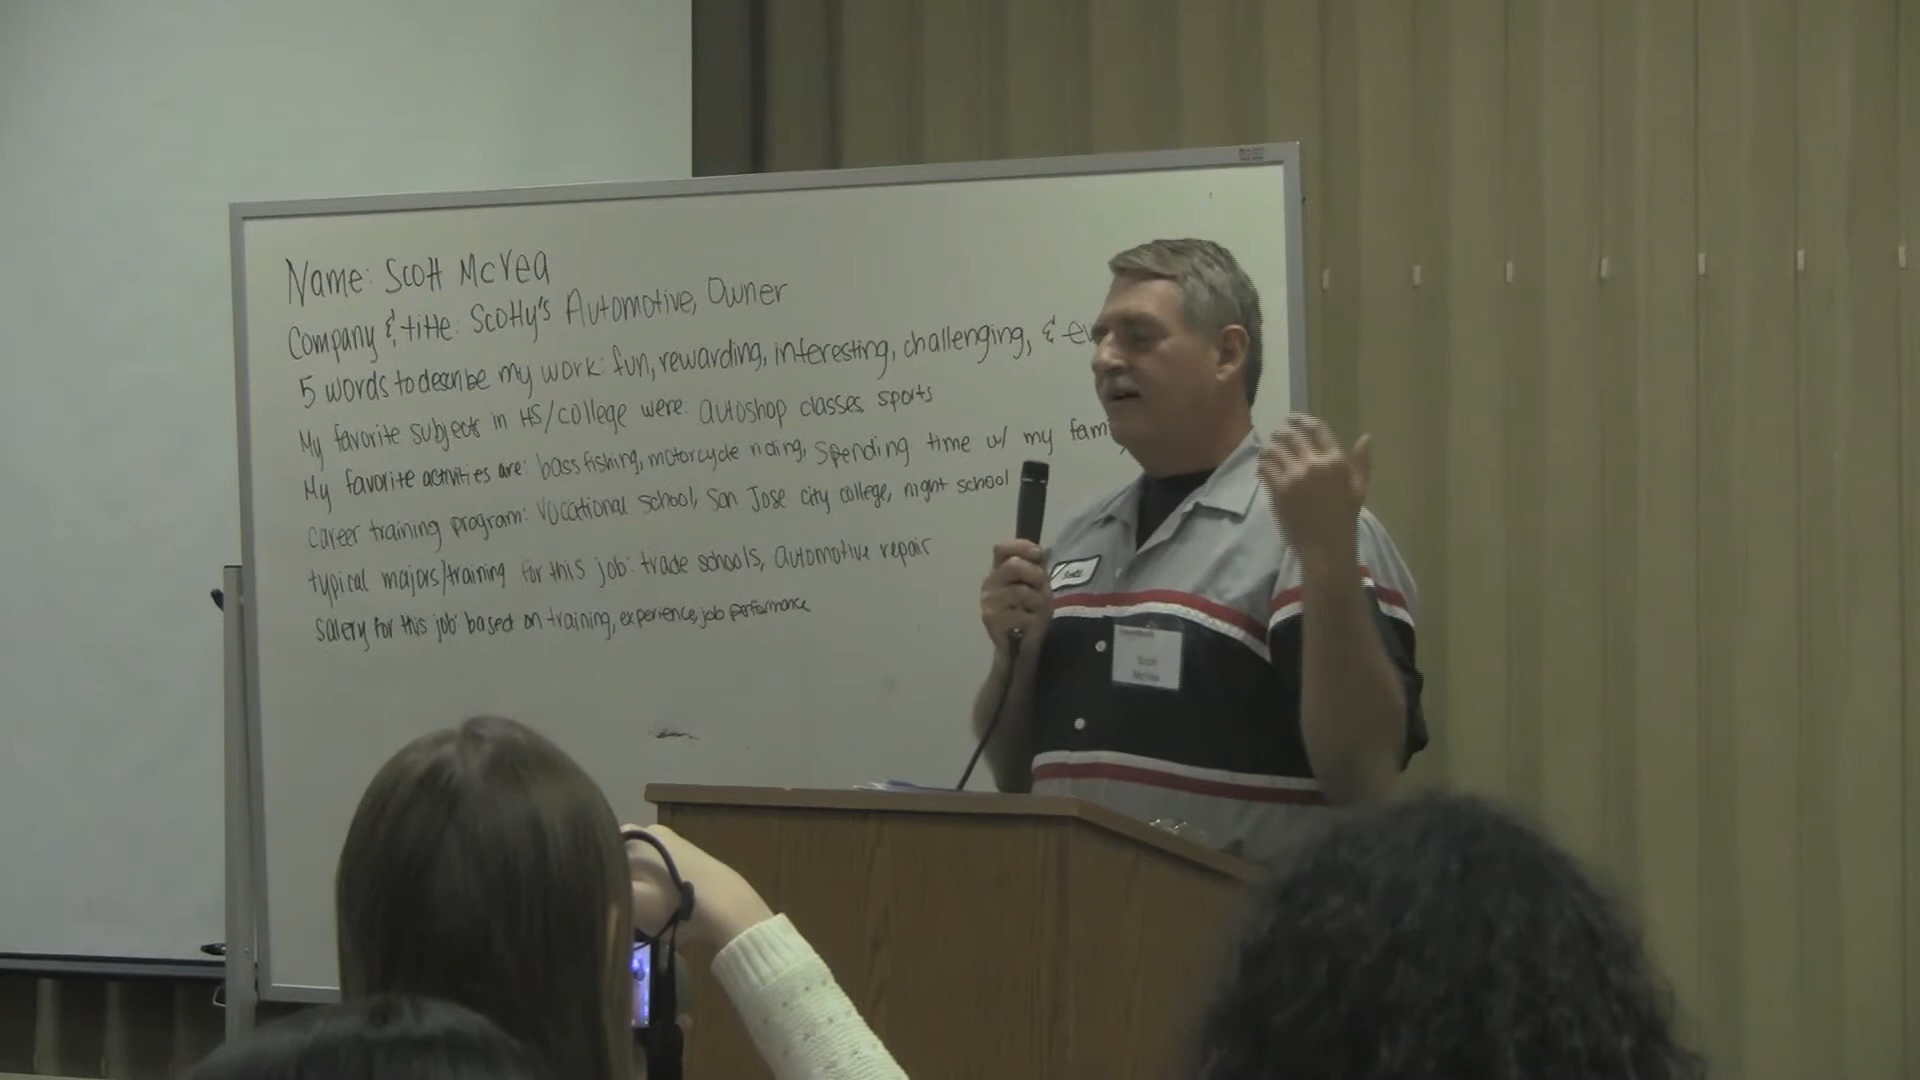 Name: Scott McVea
Company & title: Scotty's Automotive, Owner
5 words to describe my work: fun, rewarding, interesting, challenging, &
My favorite subjects in HS/college were: autoshop classes, sports
My favorite activities are: bass fishing, motorcycle riding, spending time w/ my
career training program: vocational school, San Jose city college, night school
typical majors/training for this job: trade schools, automotive repair
salery for this job: based on training, experience, job performance
Scott
Scott
McVea